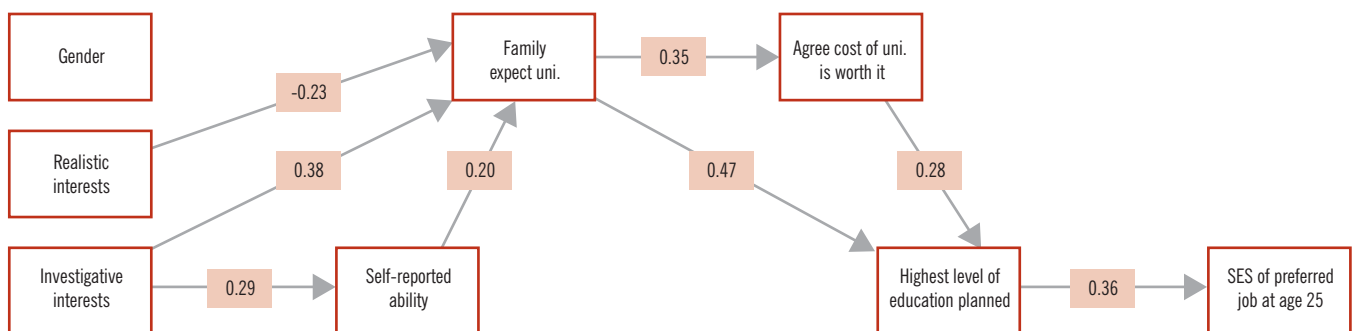 Gender
Family
expect uni.
0.35
Agree cost of uni.
is worth it
-0.23
Realistic
interests
0.38
0.20
0.47
0.28
Investigative
interests
0.29
Self-reported
ability
Highest level of
education planned
0.36
SES of preferred
job at age 25